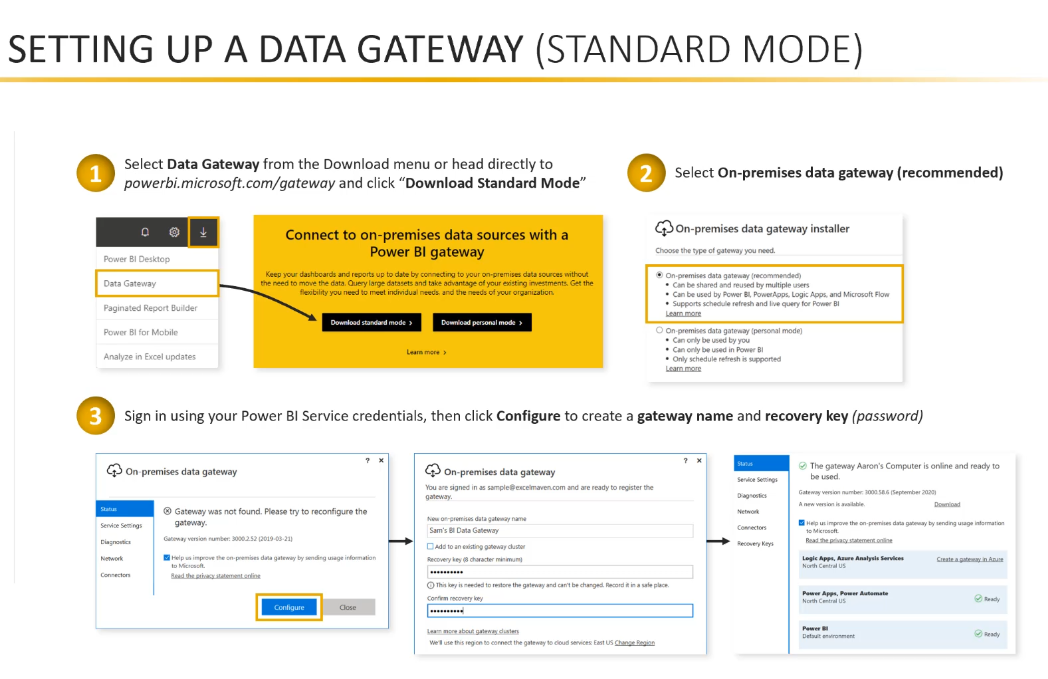 SETTING UP A DATA GATEWAY (STANDARD MODE)
1
Select Data Gateway from the Download menu or head directly to
powerbi.microsoft.com/gateway and click “Download Standard Mode”
Power BI Desktop
Data Gateway
Paginated Report Builder
Power BI for Mobile
Analyze in Excel updates
Connect to on-premises data sources with a
Power BI gateway
Keep your dashboards and reports up to date by connecting to your on-premises data sources without
the need to move the data. Query large datasets and take advantage of your existing investments. Get the
flexibility you need to meet individual needs, and the needs of your organization.
Download standard mode >
Download personal mode >
Learn more >
2
Select On-premises data gateway (recommended)
On-premises data gateway installer
Choose the type of gateway you need.
On-premises data gateway (recommended)
• Can be shared and reused by multiple users
• Can be used by Power BI, PowerApps, Logic Apps, and Microsoft Flow
• Supports schedule refresh and live query for Power BI
Learn more
On-premises data gateway (personal mode)
• Can only be used by you
• Can only be used in Power BI
• Only schedule refresh is supported
Learn more
3
Sign in using your Power BI Service credentials, then click Configure to create a gateway name and recovery key (password)
? ×
On-premises data gateway
Status
Service Settings
Diagnostics
Network
Connectors
Gateway was not found. Please try to reconfigure the
gateway.
Gateway version number: 3000.2.52 (2019-03-21)
Help us improve the on-premises data gateway by sending usage information
to Microsoft.
Read the privacy statement online
Configure
Close
? ×
On-premises data gateway
You are signed in as sample@excelmaven.com and are ready to register the
gateway.
New on-premises data gateway name
Sam's BI Data Gateway
Add to an existing gateway cluster
Recovery key (8 character minimum)
••••••••••
This key is needed to restore the gateway and can't be changed. Record it in a safe place.
Confirm recovery key
••••••••••
Learn more about gateway clusters
We'll use this region to connect the gateway to cloud services: East US Change Region
Status
Service Settings
Diagnostics
Network
Connectors
Recovery Keys
The gateway Aaron's Computer is online and ready to
be used.
Gateway version number: 3000.58.6 (September 2020)
A new version is available. Download
Help us improve the on-premises data gateway by sending usage information
to Microsoft.
Read the privacy statement online
Logic Apps, Azure Analysis Services Create a gateway in Azure
North Central US
Power Apps, Power Automate
North Central US
Ready
Power BI
Default environment
Ready